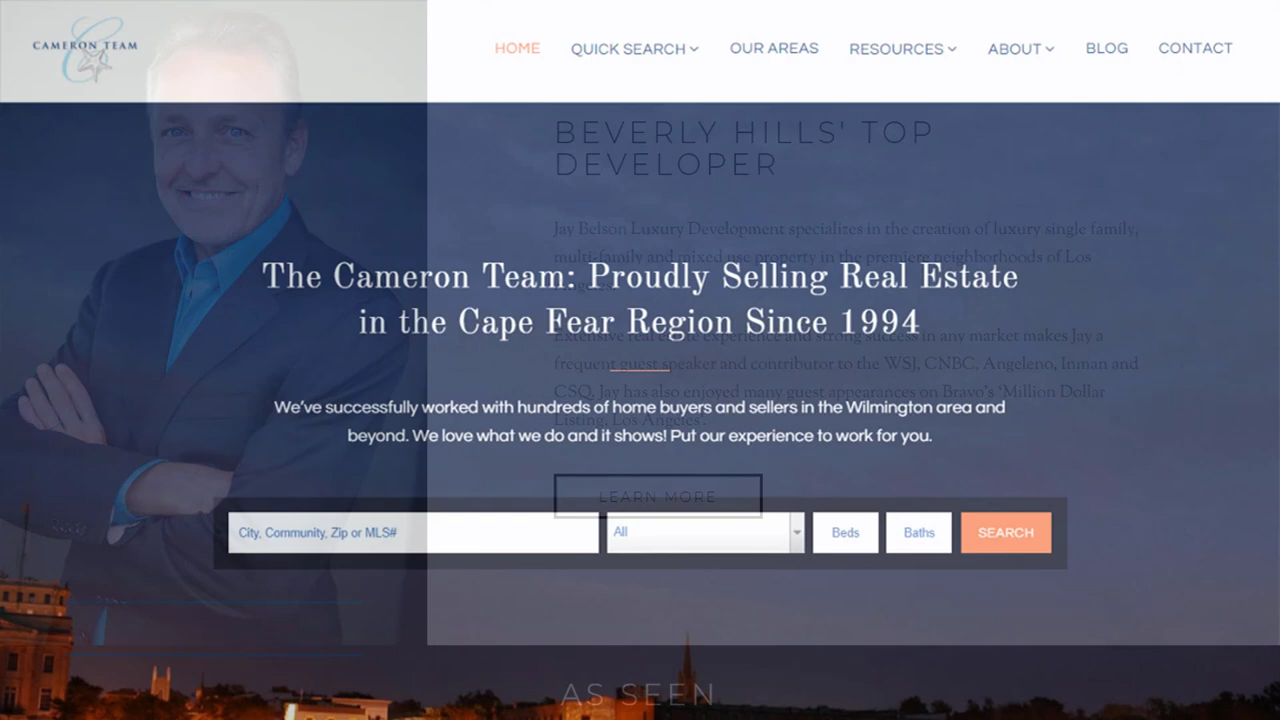 CAMERON TEAM
HOME
QUICK SEARCH
OUR AREAS
RESOURCES
ABOUT
BLOG
CONTACT
BEVERLY HILLS' TOP
DEVELOPER
Jay Belson Luxury Development specializes in the creation of luxury single family,
multi-family and mixed use property in the premiere neighborhoods of Los
Angeles.
The Cameron Team: Proudly Selling Real Estate
in the Cape Fear Region Since 1994
Extensive real estate experience and strong success in any market makes Jay a
frequent guest speaker and contributor to the WSJ, CNBC, Angeleno, Inman and
CSQ. Jay has also enjoyed many guest appearances on Bravo's 'Million Dollar
Listing, Los Angeles'.
We've successfully worked with hundreds of home buyers and sellers in the Wilmington area and
beyond. We love what we do and it shows! Put our experience to work for you.
LEARN MORE
City, Community, Zip or MLS#
All
Beds
Baths
SEARCH
AS SEEN